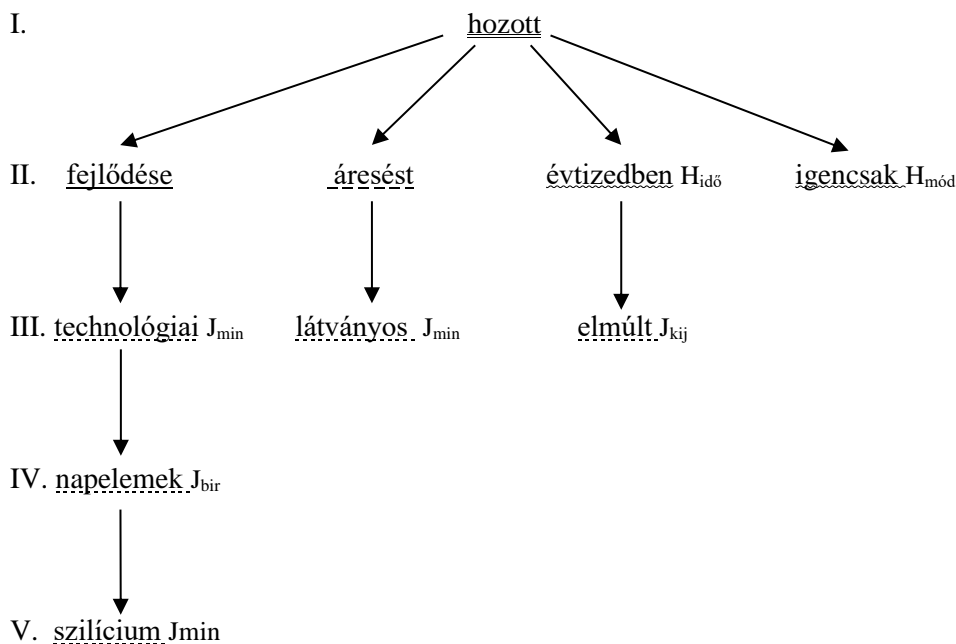 I. hozott
II. fejlődése áresést évtizedben Hidő igencsak Hmód
III. technológiai Jmin látványos Jmin elmúlt Jkij
IV. napelemek Jbir
V. szilícium Jmin